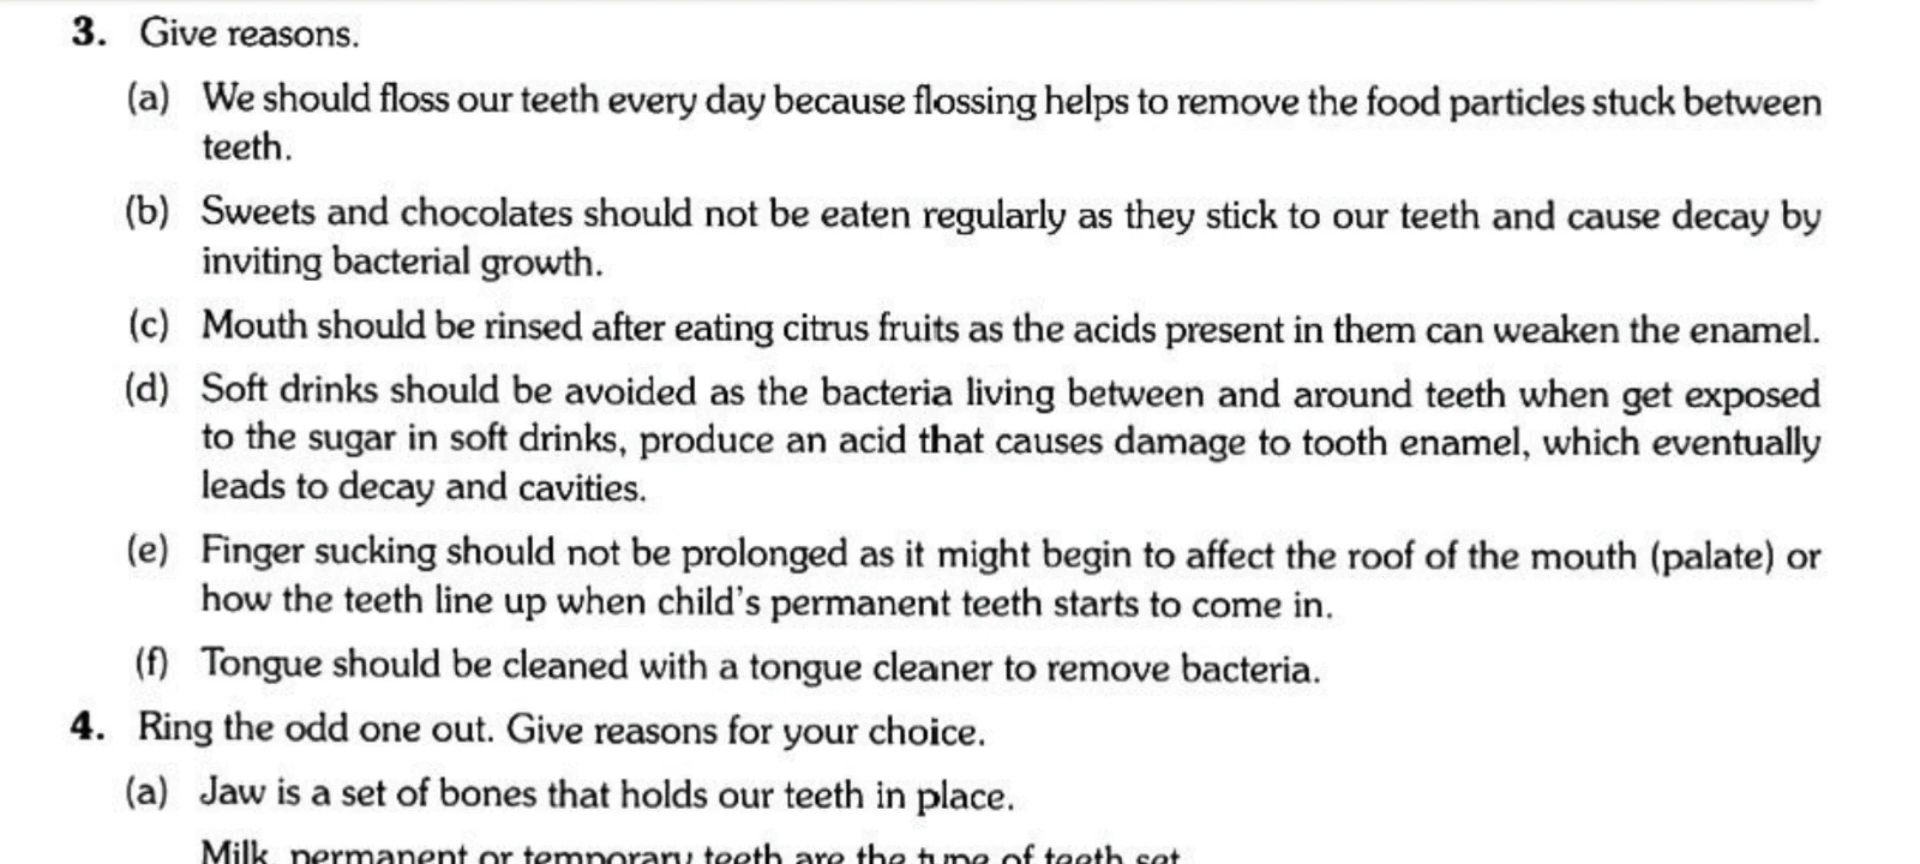 3. Give reasons.
(a) We should floss our teeth every day because flossing helps to remove the food particles stuck between
teeth.
(b) Sweets and chocolates should not be eaten regularly as they stick to our teeth and cause decay by
inviting bacterial growth.
(c) Mouth should be rinsed after eating citrus fruits as the acids present in them can weaken the enamel.
(d) Soft drinks should be avoided as the bacteria living between and around teeth when get exposed
to the sugar in soft drinks, produce an acid that causes damage to tooth enamel, which eventually
leads to decay and cavities.
(e) Finger sucking should not be prolonged as it might begin to affect the roof of the mouth (palate) or
how the teeth line up when child's permanent teeth starts to come in.
(f) Tongue should be cleaned with a tongue cleaner to remove bacteria.
4. Ring the odd one out. Give reasons for your choice.
(a) Jaw is a set of bones that holds our teeth in place.
Milk, permanent or temporary teeth are the type of teeth set